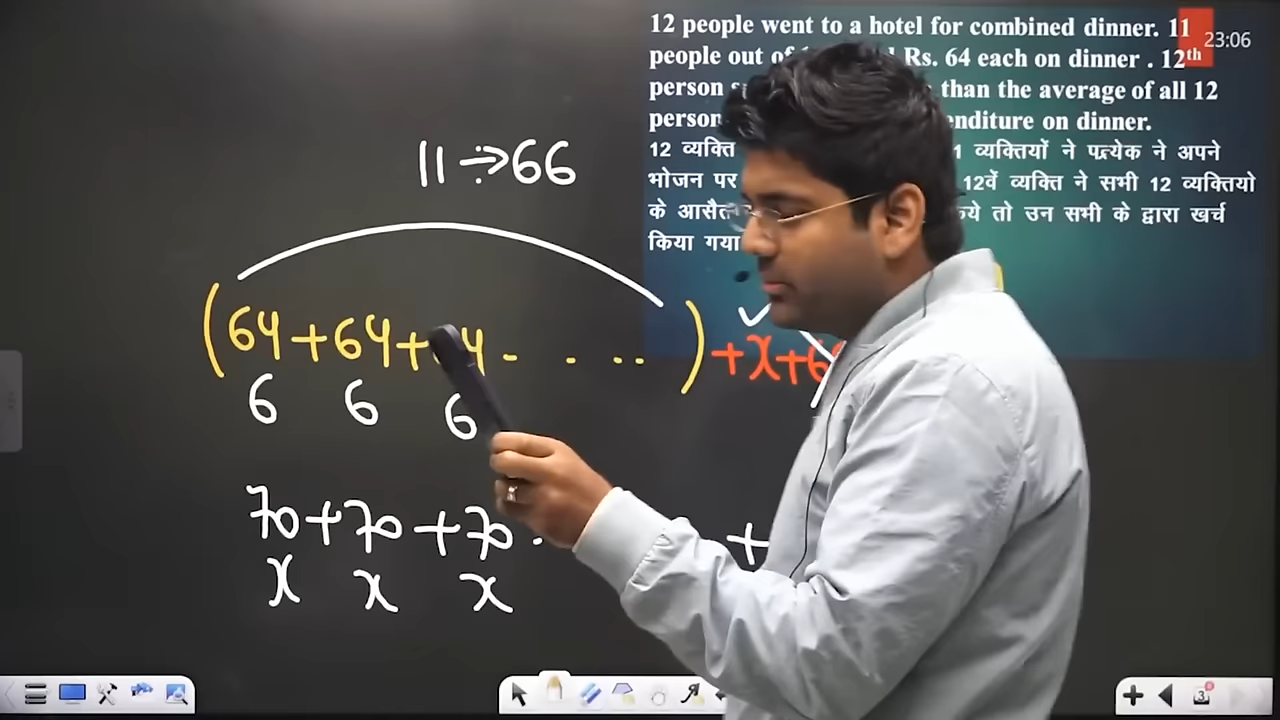 12 people went to a hotel for combined dinner. 11
23:06
people out of Rs. 64 each on dinner . 12th
person than the average of all 12
person enditure on dinner.
12 व्यक्ति 1 व्यक्तियों ने प्रत्येक ने अपने
भोजन पर 12वें व्यक्ति ने सभी 12 व्यक्तियो
के आसैत ये तो उन सभी के द्वारा खर्च
किया गया
11 ÷> 66
(64+64+ 4 - . . .. ) +x+6
6 6 6
70+70+70 . +
x x x
3